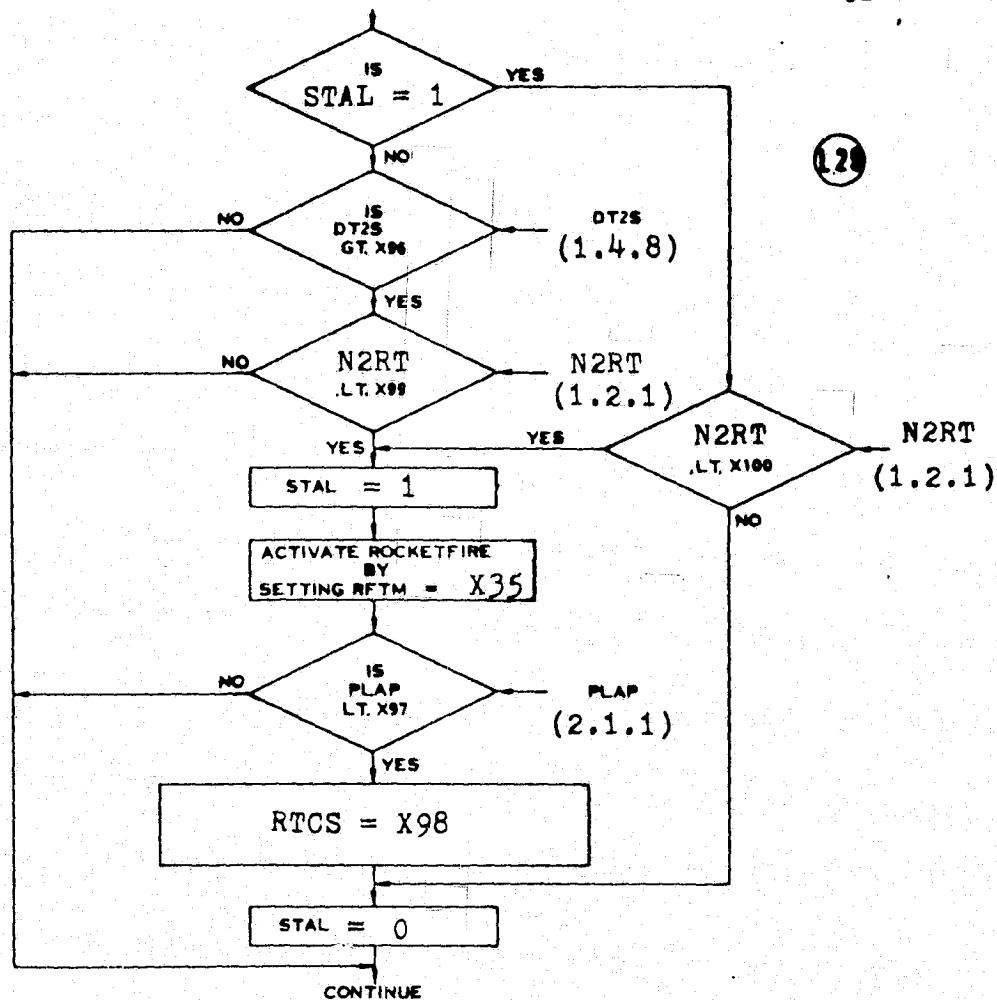 IS
STAL = 1
YES
NO
IS
DT2S
GT. X96
NO
DT2S
(1.4.8)
YES
N2RT
.LT. X99
NO
N2RT
(1.2.1)
YES
YES
N2RT
.LT. X100
N2RT
(1.2.1)
NO
STAL = 1
ACTIVATE ROCKETFIRE
BY
SETTING RFTM = X35
IS
PLAP
LT. X97
NO
PLAP
(2.1.1)
YES
RTCS = X98
STAL = 0
CONTINUE